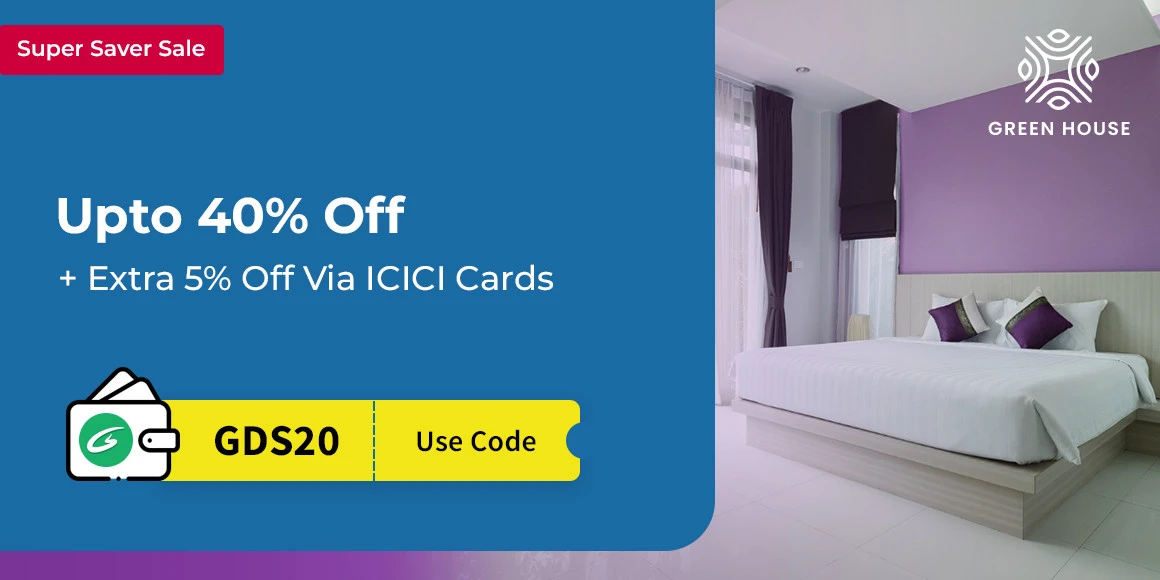 Super Saver Sale
GREEN HOUSE
Upto 40% Off
+ Extra 5% Off Via ICICI Cards
GDS20
Use Code